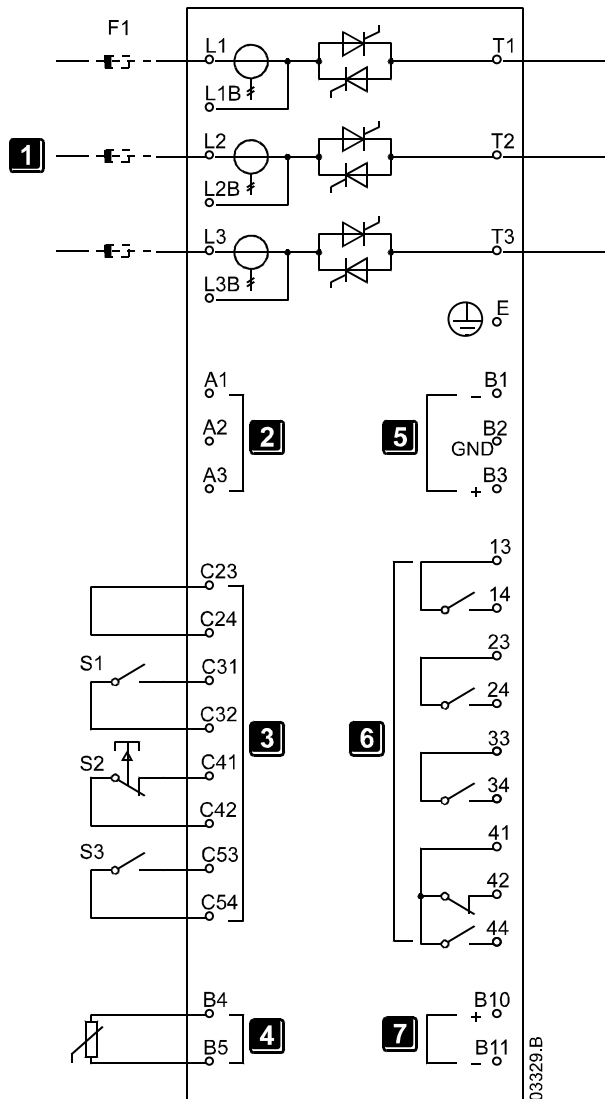 F1
L1
T1
L1B
1
L2
T2
L2B
L3
T3
L3B
E
A1
B1
−
A2
2
5
B2
GND
A3
B3
+
13
C23
14
C24
23
S1
C31
24
C32
3
6
33
S2
C41
34
C42
41
S3
C53
42
C54
44
B4
B10
+
4
7
B5
B11
−
03329.B